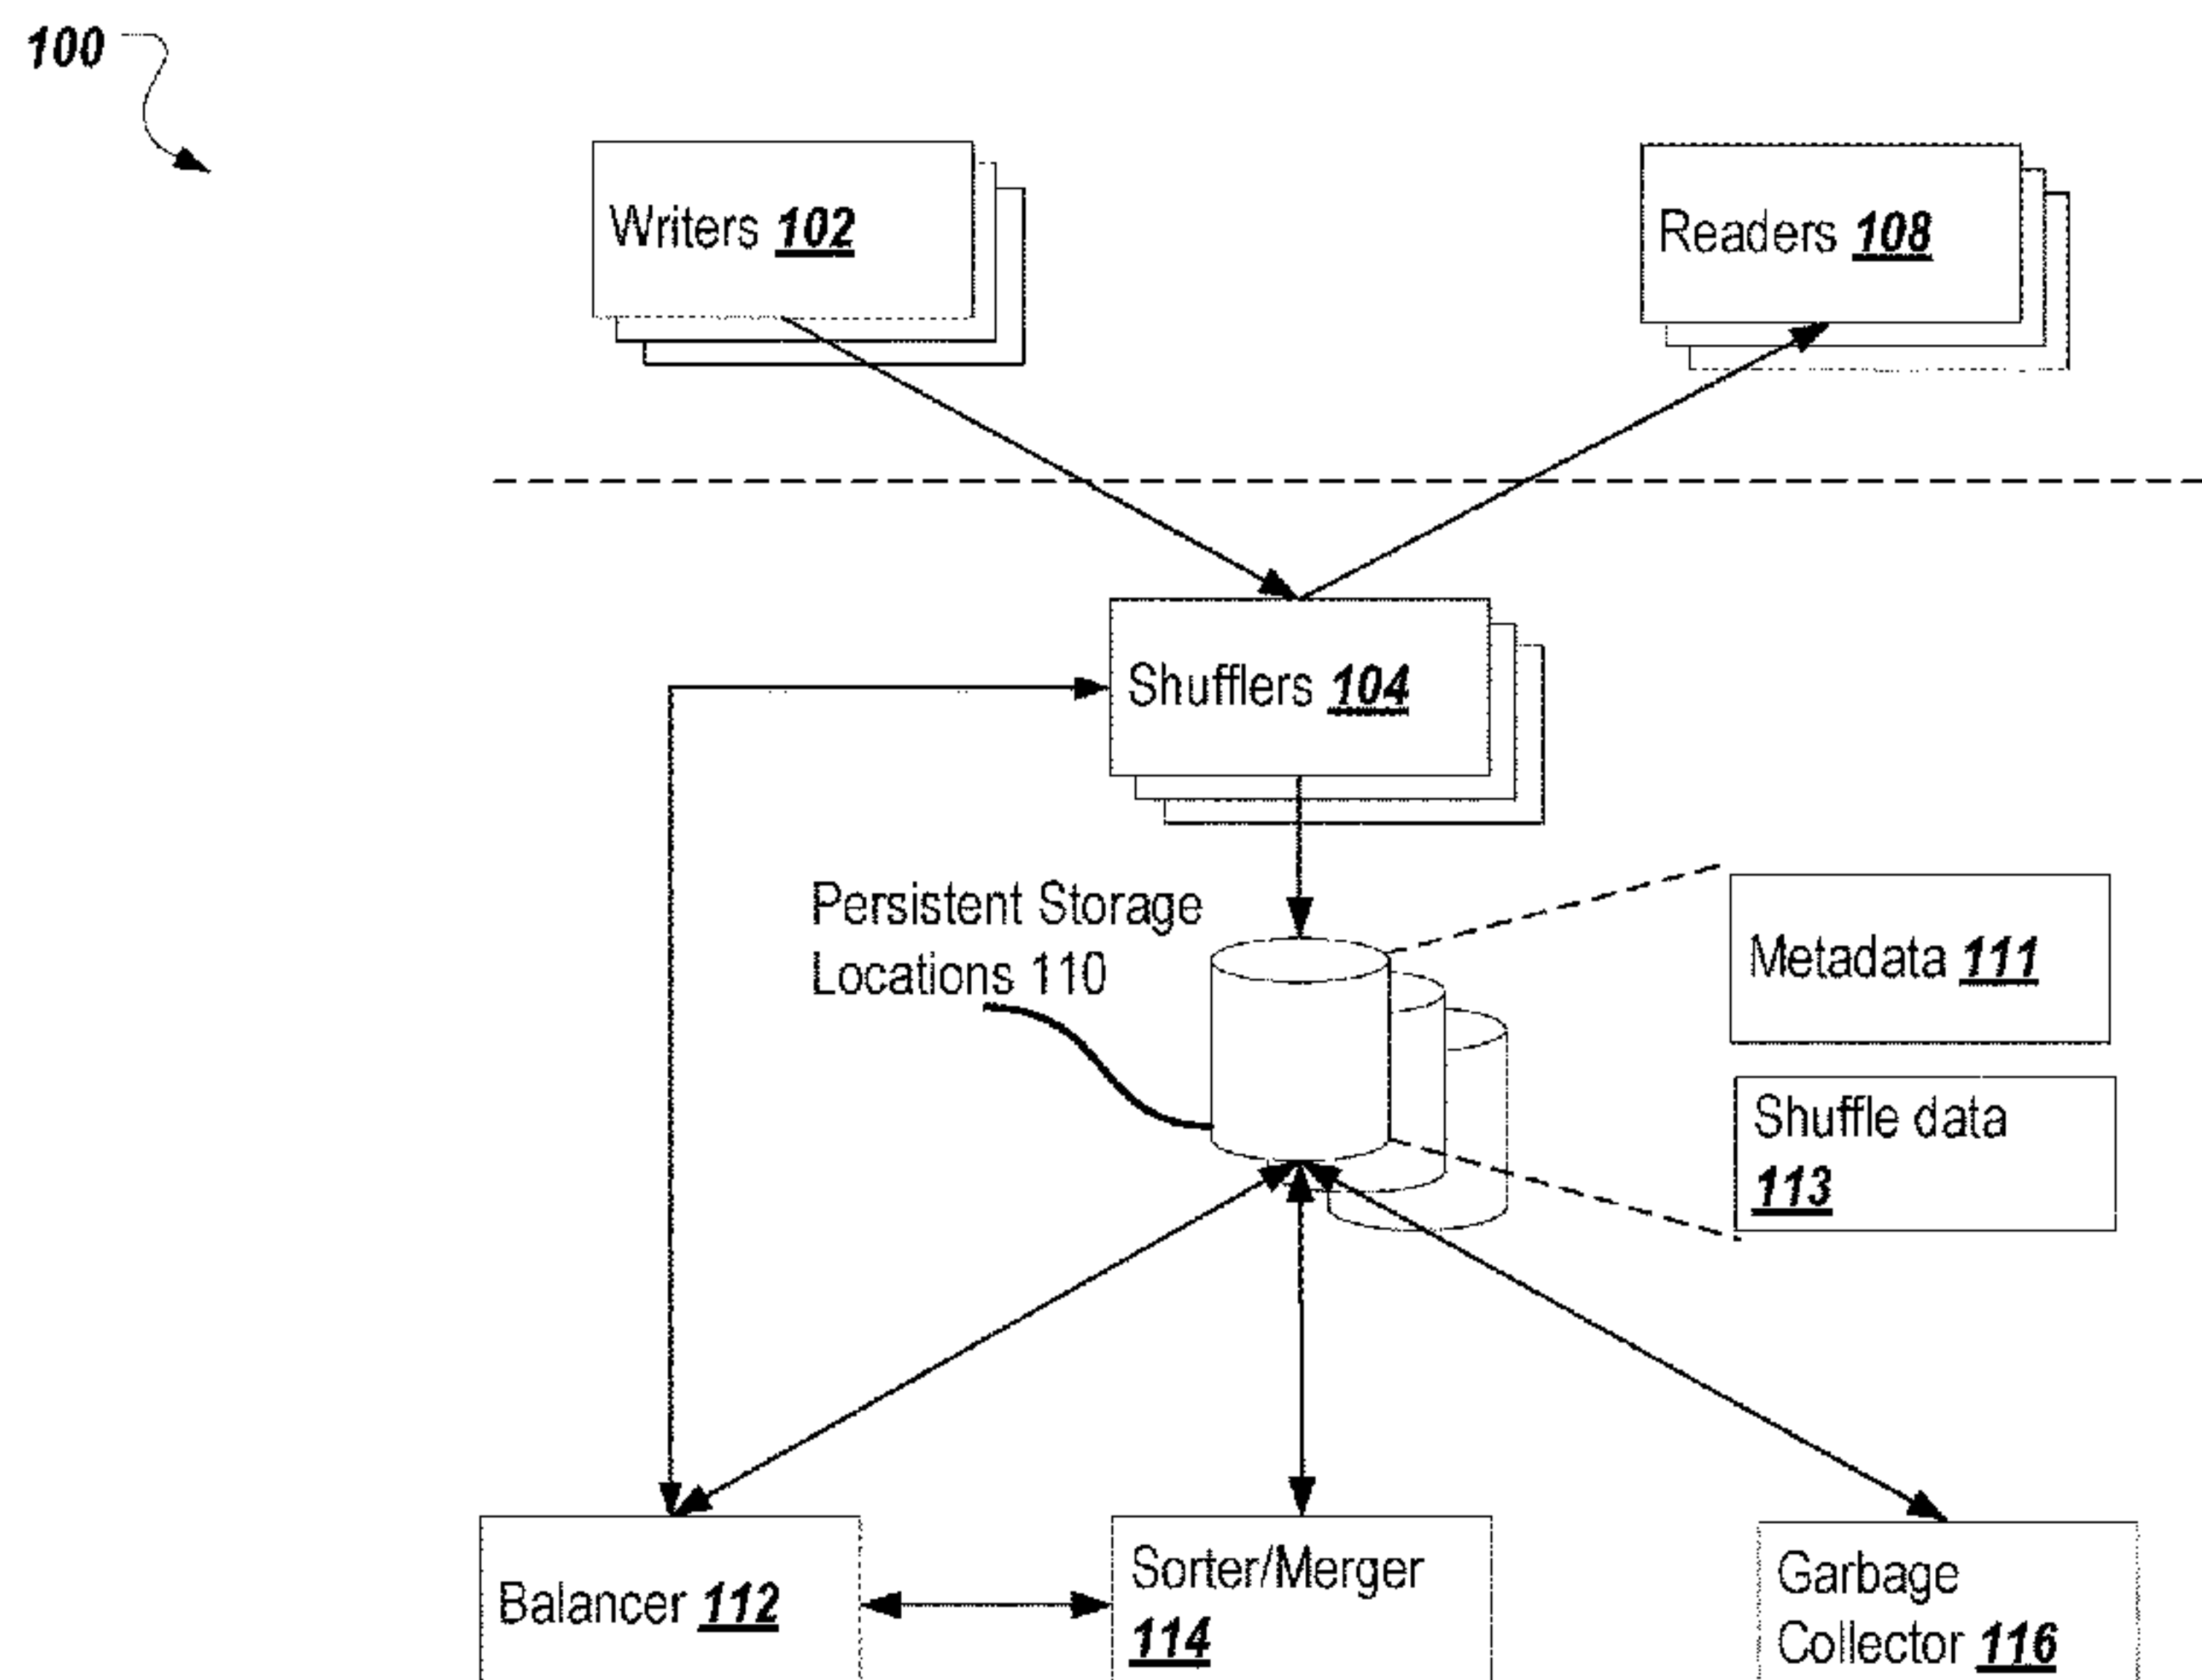 100
Writers 102
Readers 108
Shufflers 104
Persistent Storage
Locations 110
Metadata 111
Shuffle data
113
Balancer 112
Sorter/Merger
114
Garbage
Collector 116